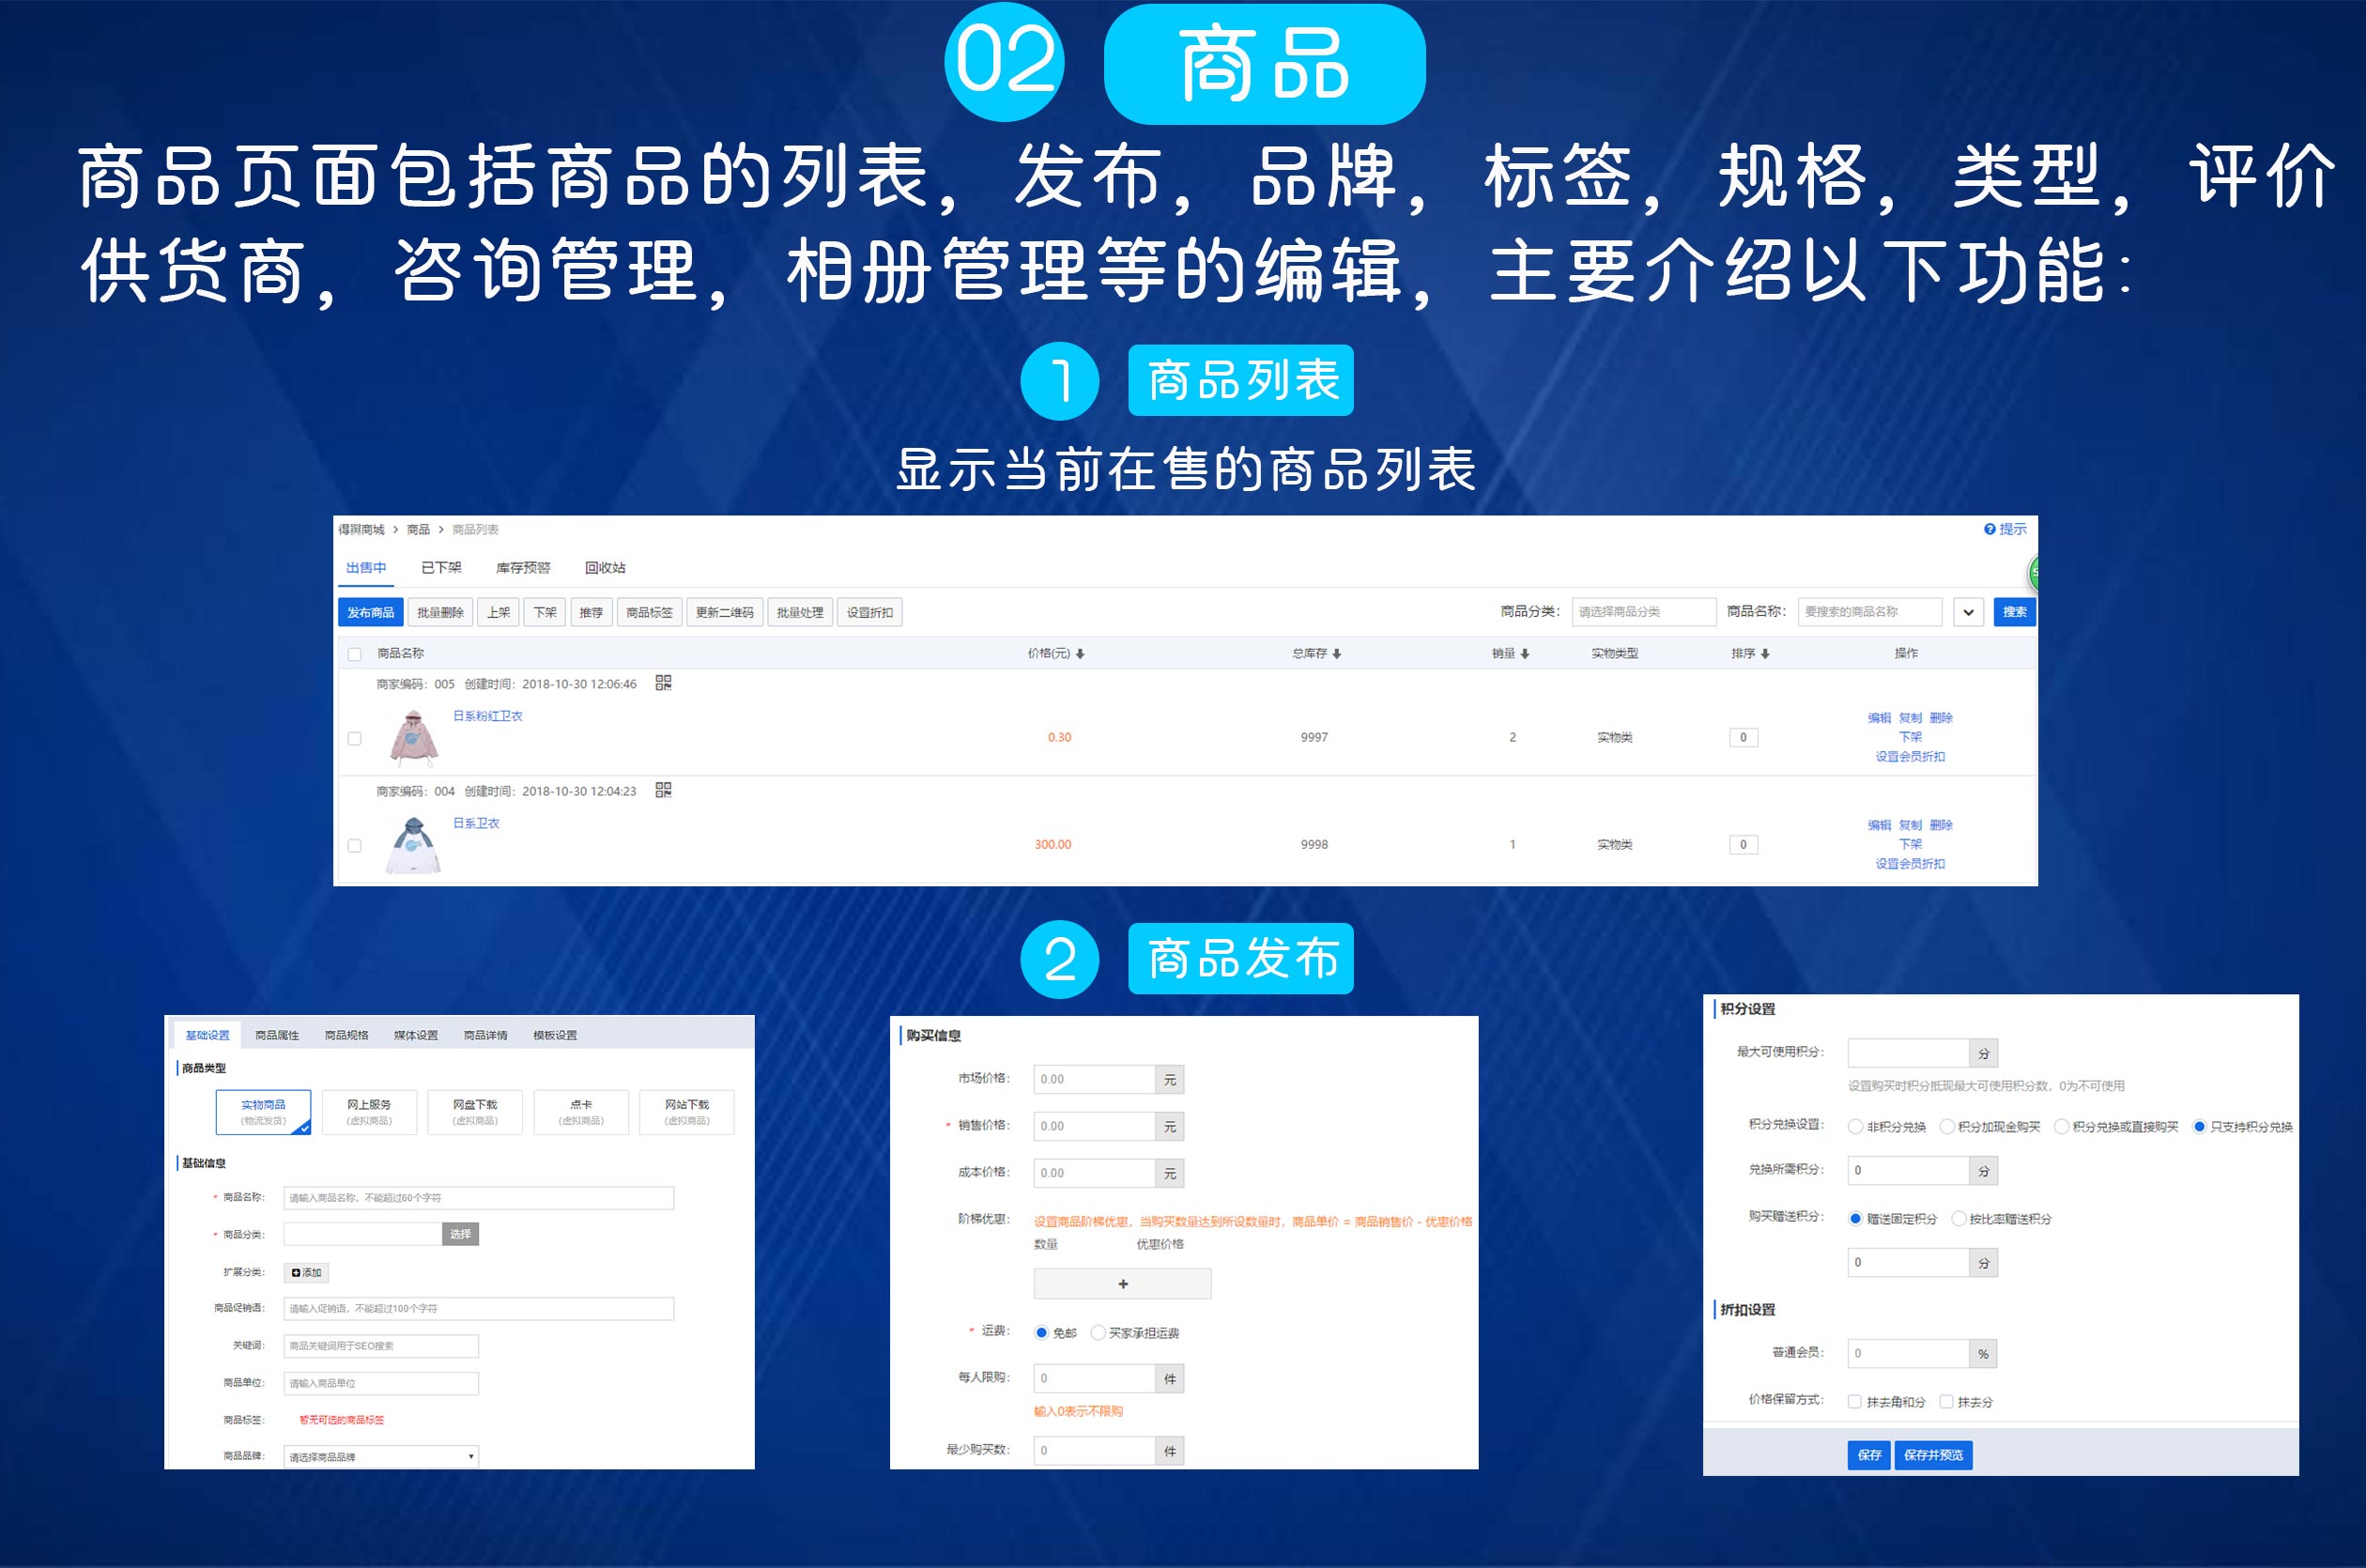 02 商品
商品页面包括商品的列表，发布，品牌，标签，规格，类型，评价
供货商，咨询管理，相册管理等的编辑，主要介绍以下功能：
1 商品列表
显示当前在售的商品列表
商城 > 商品 > 商品列表
提示
出售中 已下架 库存预警 回收站
发布商品 批量删除 上架 下架 推荐 商品标签 更新二维码 批量处理 设置折扣 商品分类： 请选择商品分类 商品名称： 要搜索的商品名称 搜索
商品名称 价格(元) 总库存 销量 实物类型 排序 操作
商家编码：005 创建时间：2018-10-30 12:06:46
日系粉红卫衣
0.30 9997 2 实物类 0
编辑 复制 删除
下架
设置会员折扣
商家编码：004 创建时间：2018-10-30 12:04:23
日系卫衣
300.00 9998 1 实物类 0
编辑 复制 删除
下架
设置会员折扣
2 商品发布
基础设置 商品属性 商品规格 媒体设置 商品详情 模板设置
商品类型
实物商品 网上服务 网盘下载 点卡 网站下载
(物流发货) (虚拟商品) (虚拟商品) (虚拟商品) (虚拟商品)
基础信息
* 商品名称： 请输入商品名称，不能超过60个字符
* 商品分类： 选择
扩展分类： 添加
商品促销语： 请输入促销语，不能超过100个字符
关键词： 商品关键词用于SEO搜索
商品单位： 请输入商品单位
商品标签： 暂无可选的商品标签
商品品牌： 请选择商品品牌
购买信息
市场价格： 0.00 元
* 销售价格： 0.00 元
成本价格： 0.00 元
阶梯优惠： 设置商品阶梯优惠，当购买数量达到所设数量时，商品单价 = 商品销售价 - 优惠价格
数量 优惠价格
+
* 运费： 免邮 买家承担运费
每人限购： 0 件
输入0表示不限购
最少购买数： 0 件
积分设置
最大可使用积分： 分
设置购买时积分抵现最大可使用积分数，0为不可使用
积分兑换设置： 非积分兑换 积分加现金购买 积分兑换或直接购买 只支持积分兑换
兑换所需积分： 0 分
购买赠送积分： 赠送固定积分 按比率赠送积分
0 分
折扣设置
普通会员： 0 %
价格保留方式： 抹去角和分 抹去分
保存 保存并预览